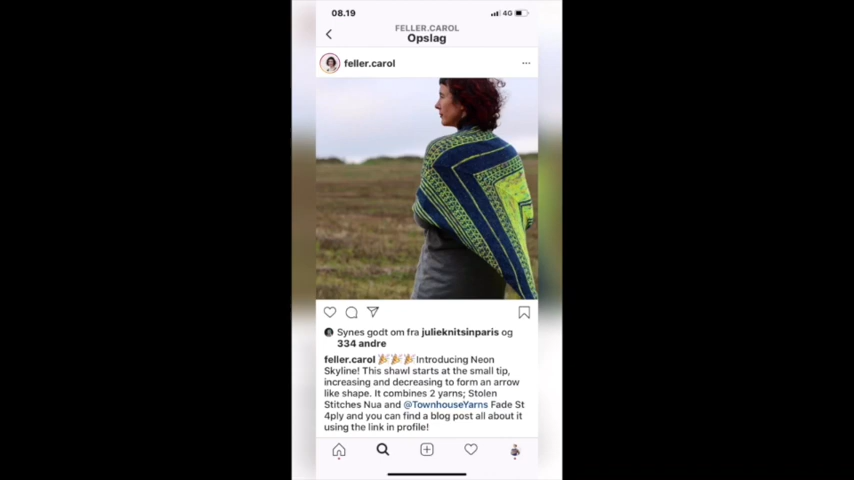 08.19
4G
FELLER.CAROL
Opslag
feller.carol
Synes godt om fra julieknitsinparis og
334 andre
feller.carol 🎉🎉🎉Introducing Neon
Skyline! This shawl starts at the small tip,
increasing and decreasing to form an arrow
like shape. It combines 2 yarns; Stolen
Stitches Nua and @TownhouseYarns Fade St
4ply and you can find a blog post all about it
using the link in profile!